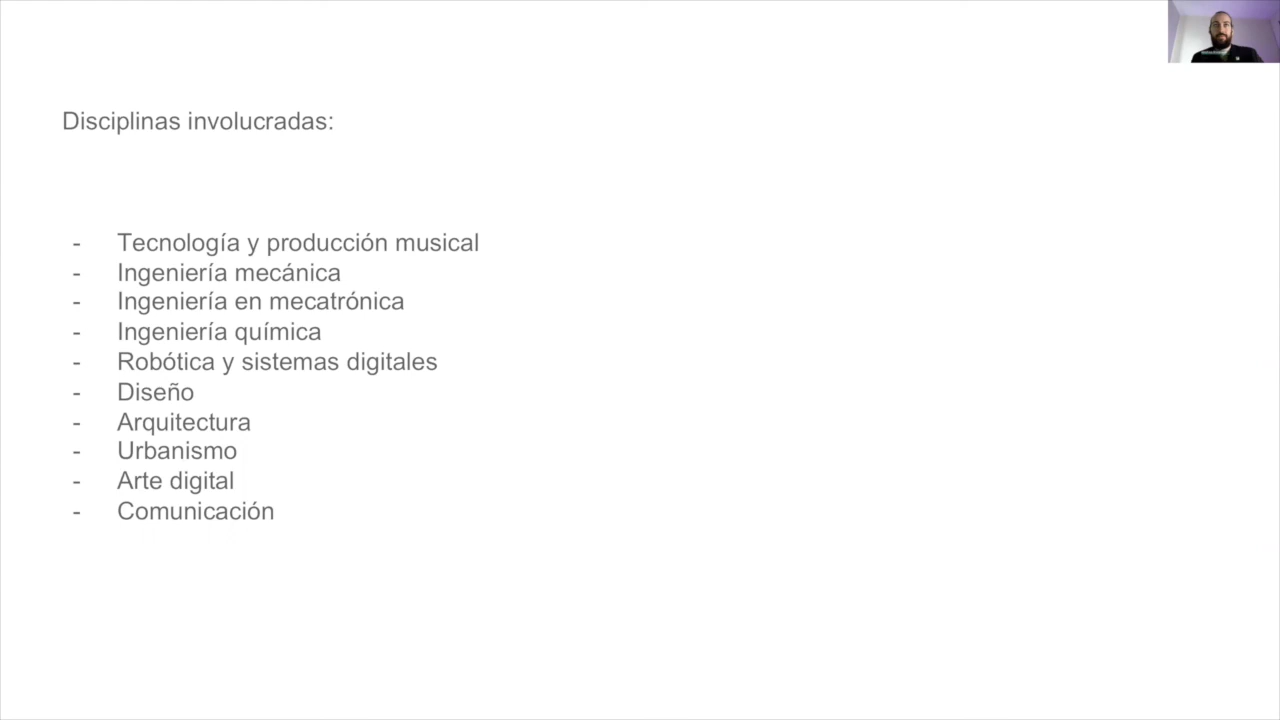 Disciplinas involucradas:
- Tecnología y producción musical
- Ingeniería mecánica
- Ingeniería en mecatrónica
- Ingeniería química
- Robótica y sistemas digitales
- Diseño
- Arquitectura
- Urbanismo
- Arte digital
- Comunicación